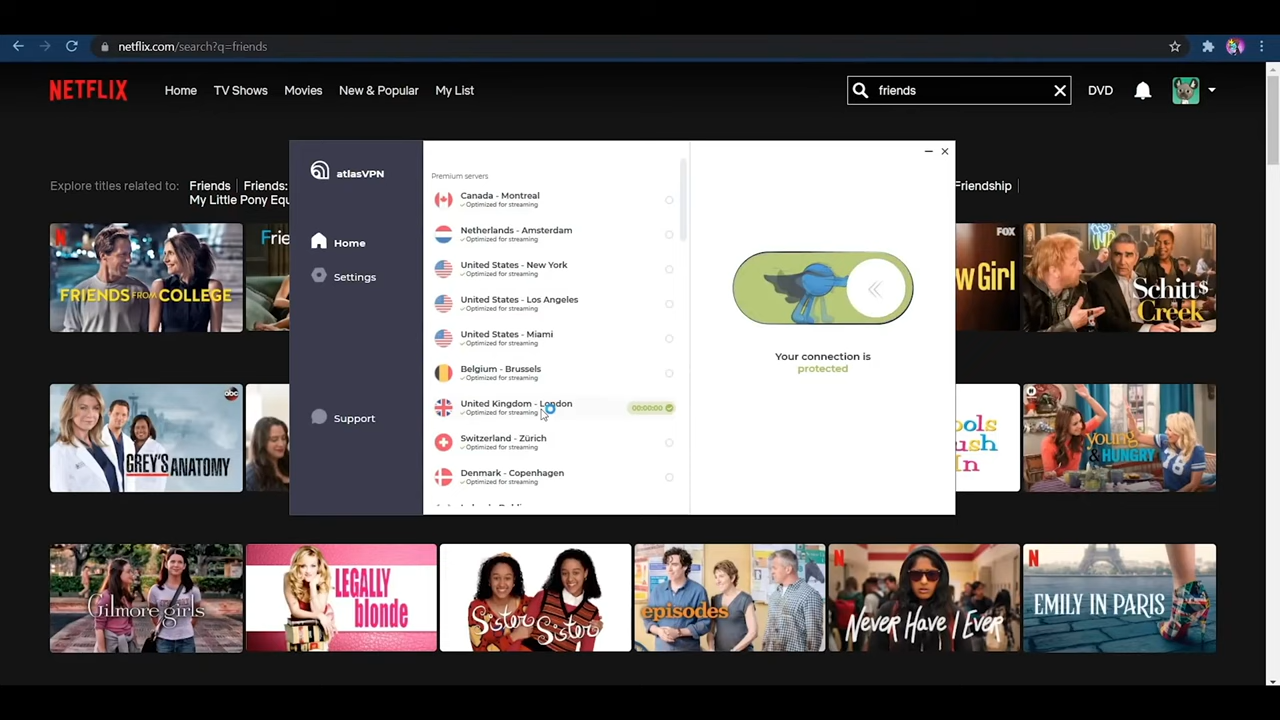 netflix.com/search?q=friends
NETFLIX
Home
TV Shows
Movies
New & Popular
My List
friends
DVD
Explore titles related to:
Friends
Friends:
Friendship
My Little Pony Equ
atlasVPN
Home
Settings
Support
Premium servers
Canada - Montreal
Optimized for streaming
Netherlands - Amsterdam
Optimized for streaming
United States - New York
Optimized for streaming
United States - Los Angeles
Optimized for streaming
United States - Miami
Optimized for streaming
Belgium - Brussels
Optimized for streaming
United Kingdom - London
Optimized for streaming
00:00:00
Switzerland - Zürich
Optimized for streaming
Denmark - Copenhagen
Optimized for streaming
Your connection is
protected
N
FRIENDS
FROM
COLLEGE
Frie
FOX
w Girl
Schitt$
Creek
abc
GREY'S ANATOMY
ols
ush
In
young
& HUNGRY
Gilmore girls
LEGALLY
blonde
Sister
Sister
episodes
N
Never Have I Ever
N
EMILY IN PARIS